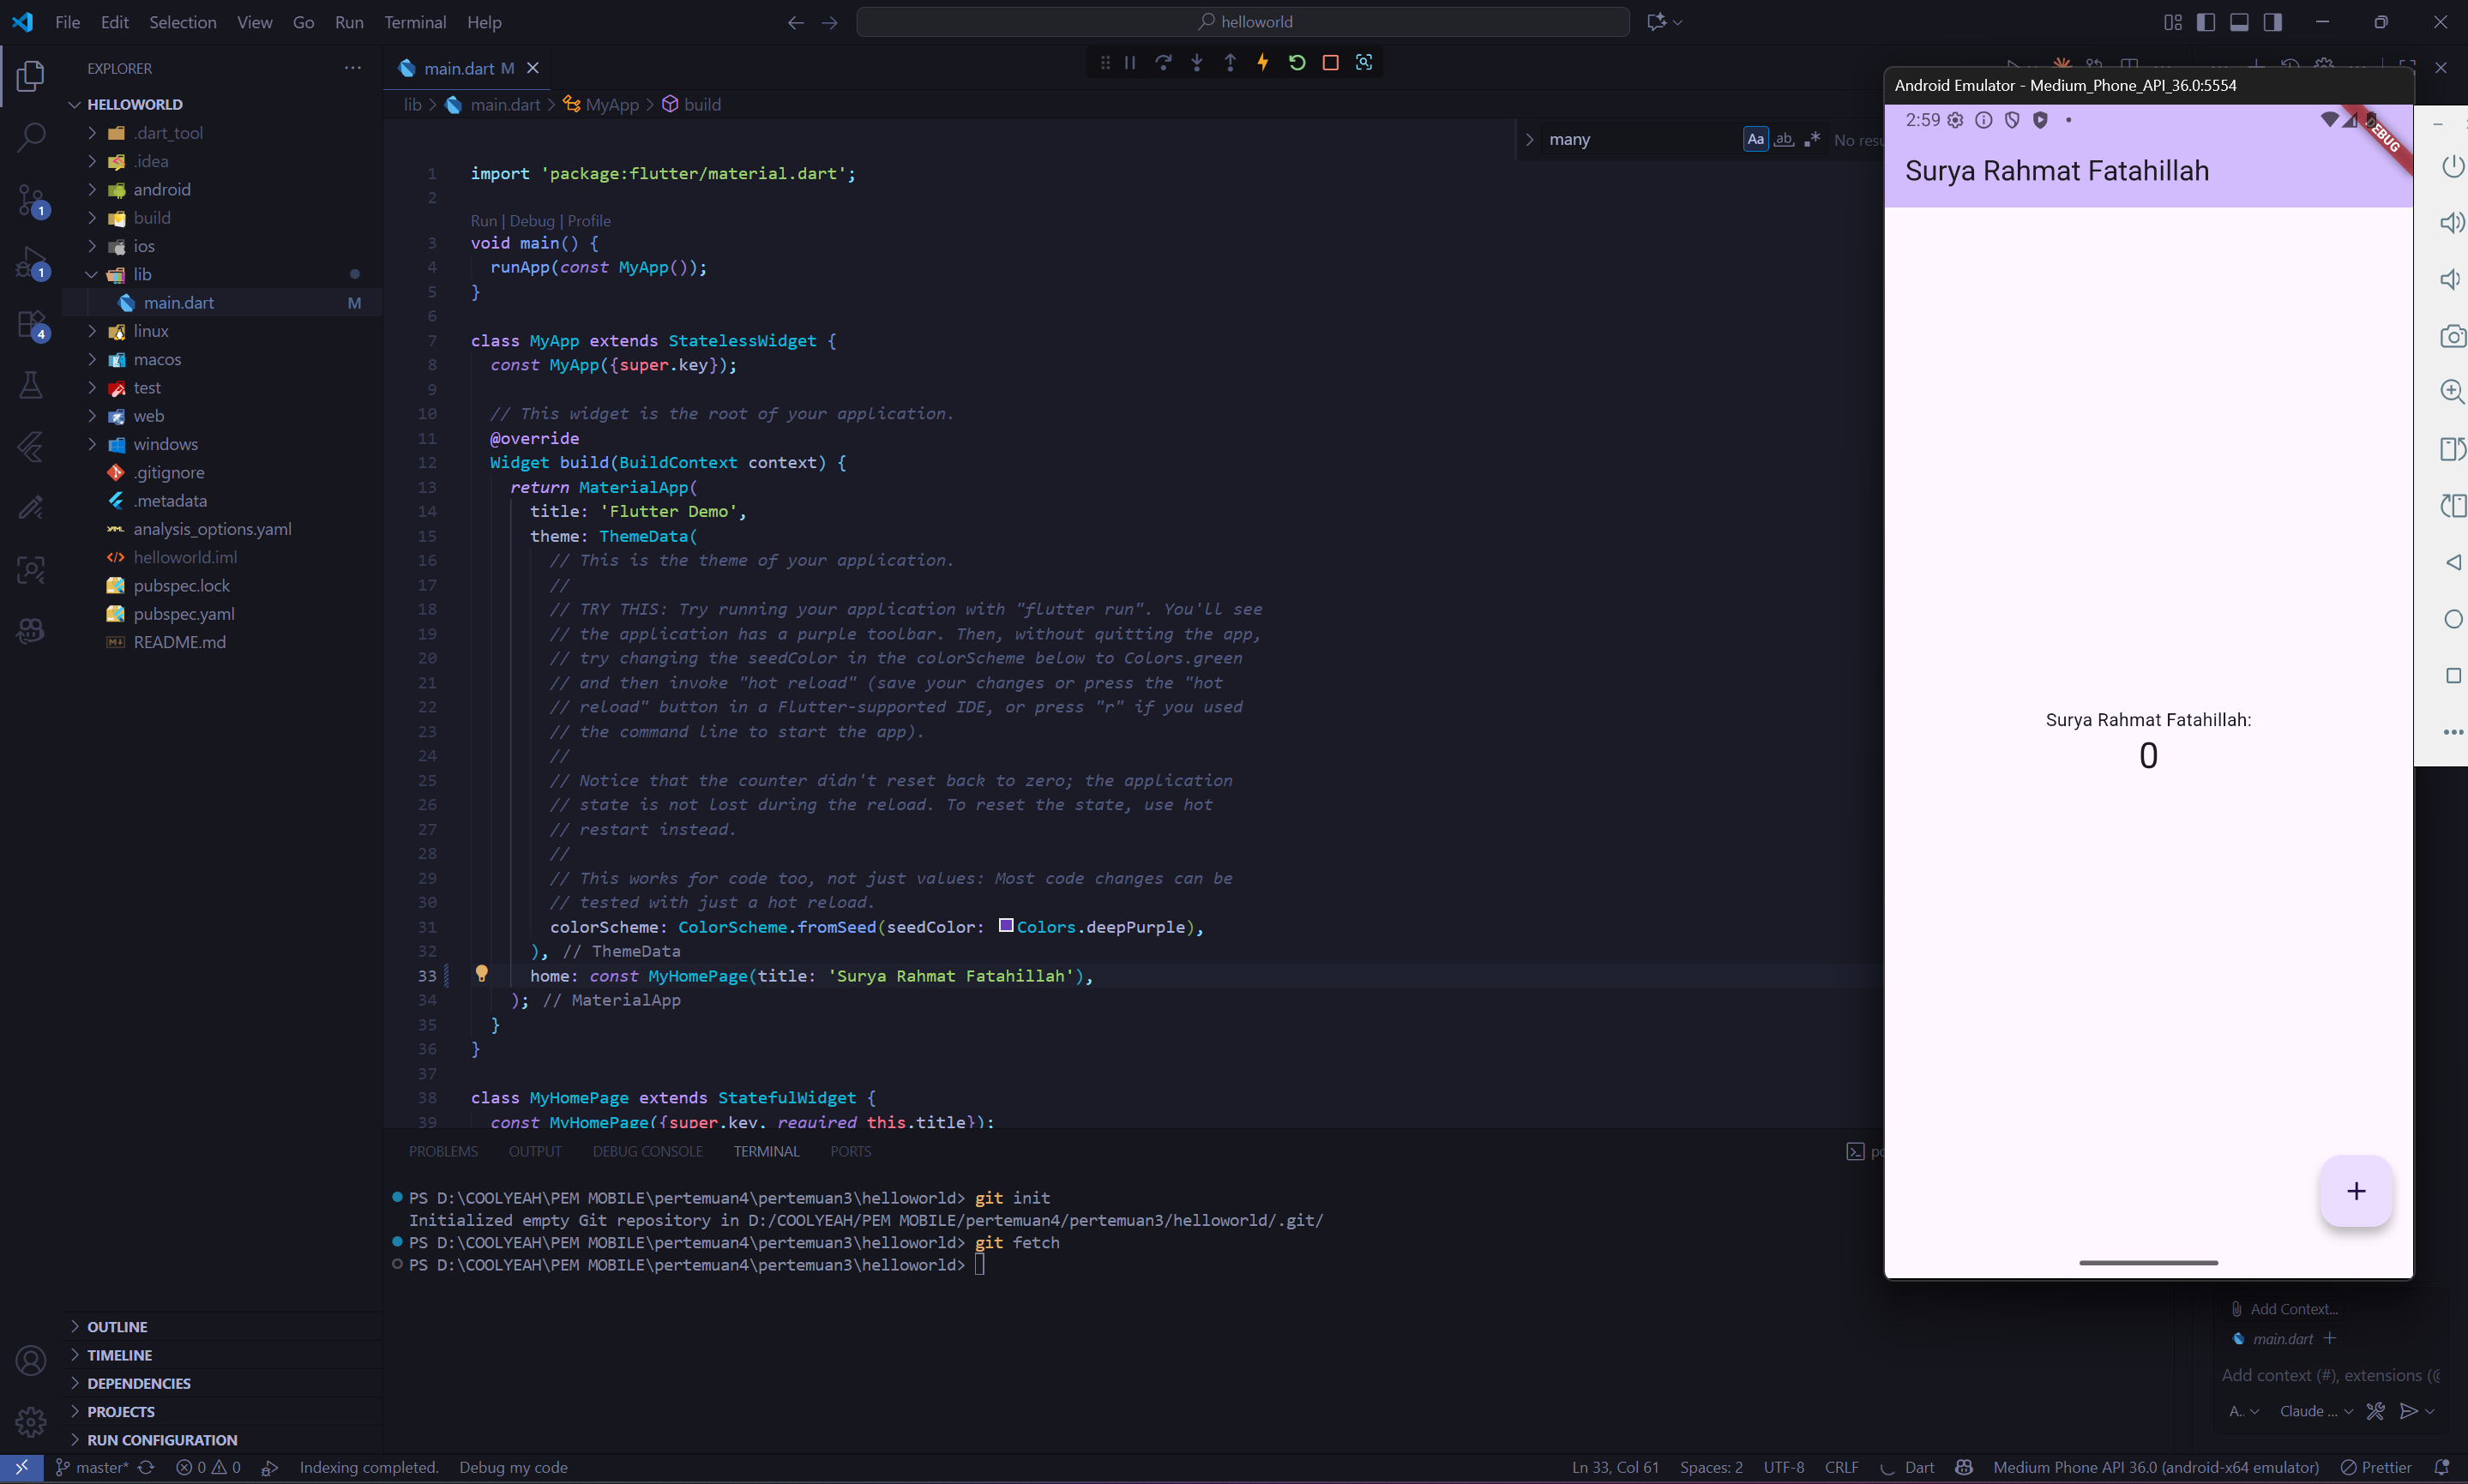 File Edit Selection View Go Run Terminal Help
helloworld
EXPLORER
HELLOWORLD
.dart_tool
.idea
android
build
ios
lib
main.dart M
linux
macos
test
web
windows
.gitignore
.metadata
analysis_options.yaml
helloworld.iml
pubspec.lock
pubspec.yaml
README.md
OUTLINE
TIMELINE
DEPENDENCIES
PROJECTS
RUN CONFIGURATION
1
1
4
main.dart M
lib > main.dart > MyApp > build
many Aa ab No resu
1 import 'package:flutter/material.dart';
2
Run | Debug | Profile
3 void main() {
4 runApp(const MyApp());
5 }
6
7 class MyApp extends StatelessWidget {
8 const MyApp({super.key});
9
10 // This widget is the root of your application.
11 @override
12 Widget build(BuildContext context) {
13 return MaterialApp(
14 title: 'Flutter Demo',
15 theme: ThemeData(
16 // This is the theme of your application.
17 //
18 // TRY THIS: Try running your application with "flutter run". You'll see
19 // the application has a purple toolbar. Then, without quitting the app,
20 // try changing the seedColor in the colorScheme below to Colors.green
21 // and then invoke "hot reload" (save your changes or press the "hot
22 // reload" button in a Flutter-supported IDE, or press "r" if you used
23 // the command line to start the app).
24 //
25 // Notice that the counter didn't reset back to zero; the application
26 // state is not lost during the reload. To reset the state, use hot
27 // restart instead.
28 //
29 // This works for code too, not just values: Most code changes can be
30 // tested with just a hot reload.
31 colorScheme: ColorScheme.fromSeed(seedColor: Colors.deepPurple),
32 ), // ThemeData
33 home: const MyHomePage(title: 'Surya Rahmat Fatahillah'),
34 ); // MaterialApp
35 }
36 }
37
38 class MyHomePage extends StatefulWidget {
39 const MyHomePage({super.key, required this.title});
PROBLEMS OUTPUT DEBUG CONSOLE TERMINAL PORTS
PS D:\COOLYEAH\PEM MOBILE\pertemuan4\pertemuan3\helloworld> git init
Initialized empty Git repository in D:/COOLYEAH/PEM MOBILE/pertemuan4/pertemuan3/helloworld/.git/
PS D:\COOLYEAH\PEM MOBILE\pertemuan4\pertemuan3\helloworld> git fetch
PS D:\COOLYEAH\PEM MOBILE\pertemuan4\pertemuan3\helloworld>
Android Emulator - Medium_Phone_API_36.0:5554
2:59
DEBUG
Surya Rahmat Fatahillah
Surya Rahmat Fatahillah:
0
+
Add Context...
main.dart +
Add context (#), extensions (@
A.. Claude ...
master* 0 0 Indexing completed. Debug my code
Ln 33, Col 61 Spaces: 2 UTF-8 CRLF Dart Medium Phone API 36.0 (android-x64 emulator) Prettier